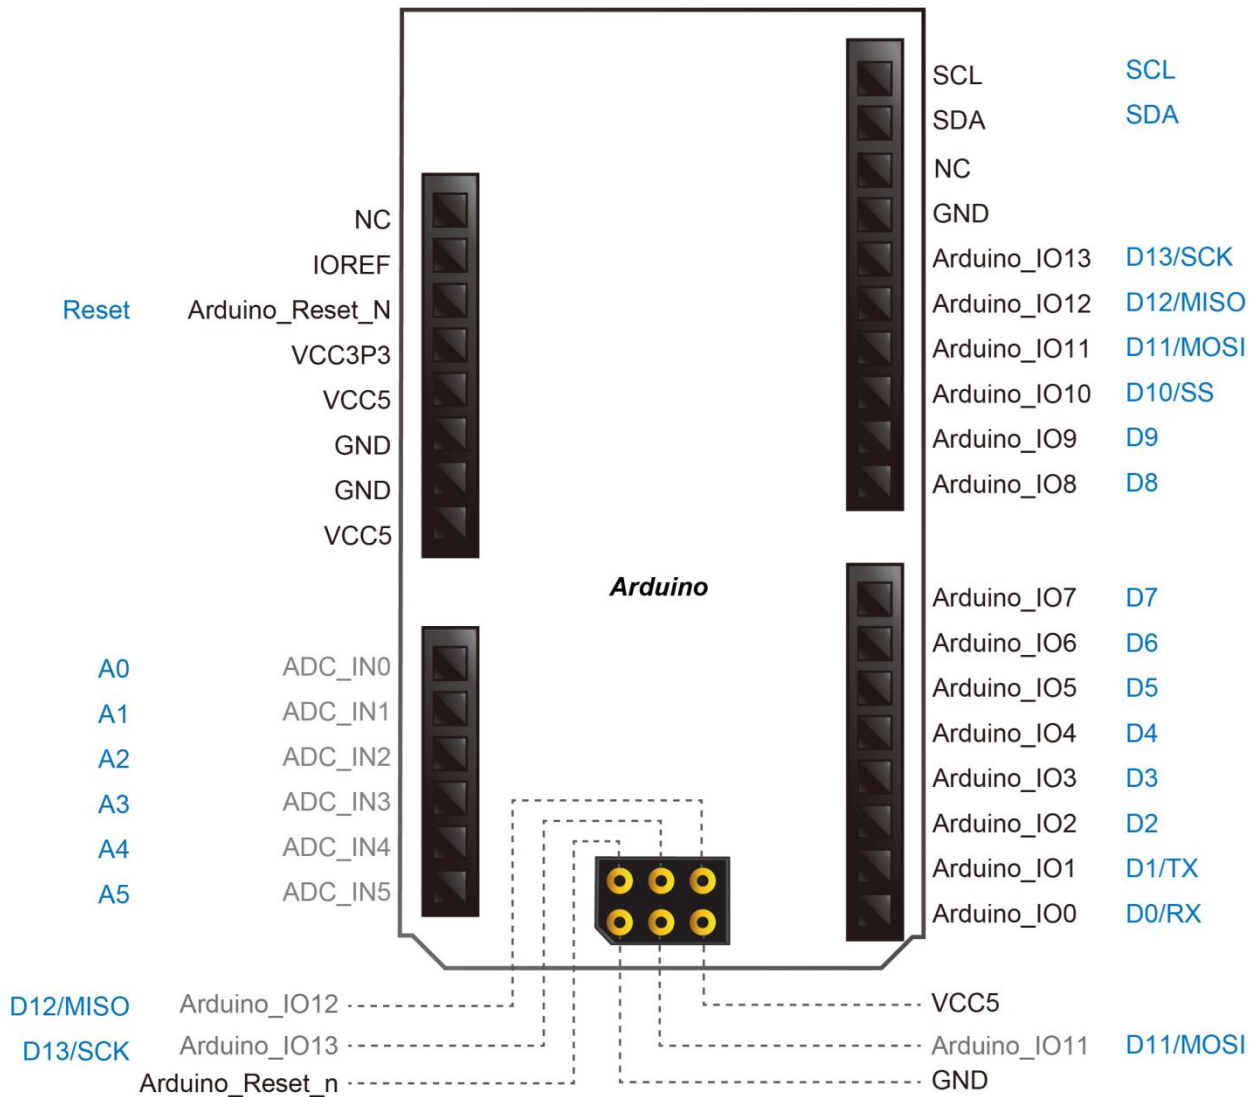 SCL SCL
SDA SDA
NC
NC GND
IOREF Arduino_IO13 D13/SCK
Reset Arduino_Reset_N Arduino_IO12 D12/MISO
VCC3P3 Arduino_IO11 D11/MOSI
VCC5 Arduino_IO10 D10/SS
GND Arduino_IO9 D9
GND Arduino_IO8 D8
VCC5
Arduino
Arduino_IO7 D7
A0 ADC_IN0 Arduino_IO6 D6
A1 ADC_IN1 Arduino_IO5 D5
A2 ADC_IN2 Arduino_IO4 D4
A3 ADC_IN3 Arduino_IO3 D3
A4 ADC_IN4 Arduino_IO2 D2
A5 ADC_IN5 Arduino_IO1 D1/TX
Arduino_IO0 D0/RX
D12/MISO Arduino_IO12 VCC5
D13/SCK Arduino_IO13 Arduino_IO11 D11/MOSI
Arduino_Reset_n GND